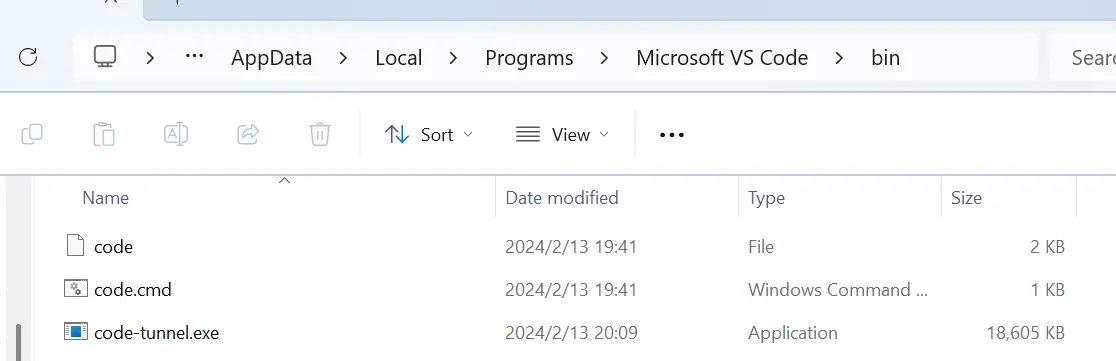 AppData > Local > Programs > Microsoft VS Code > bin
Sear
Sort
View
Name Date modified Type Size
code 2024/2/13 19:41 File 2 KB
code.cmd 2024/2/13 19:41 Windows Command ... 1 KB
code-tunnel.exe 2024/2/13 20:09 Application 18,605 KB